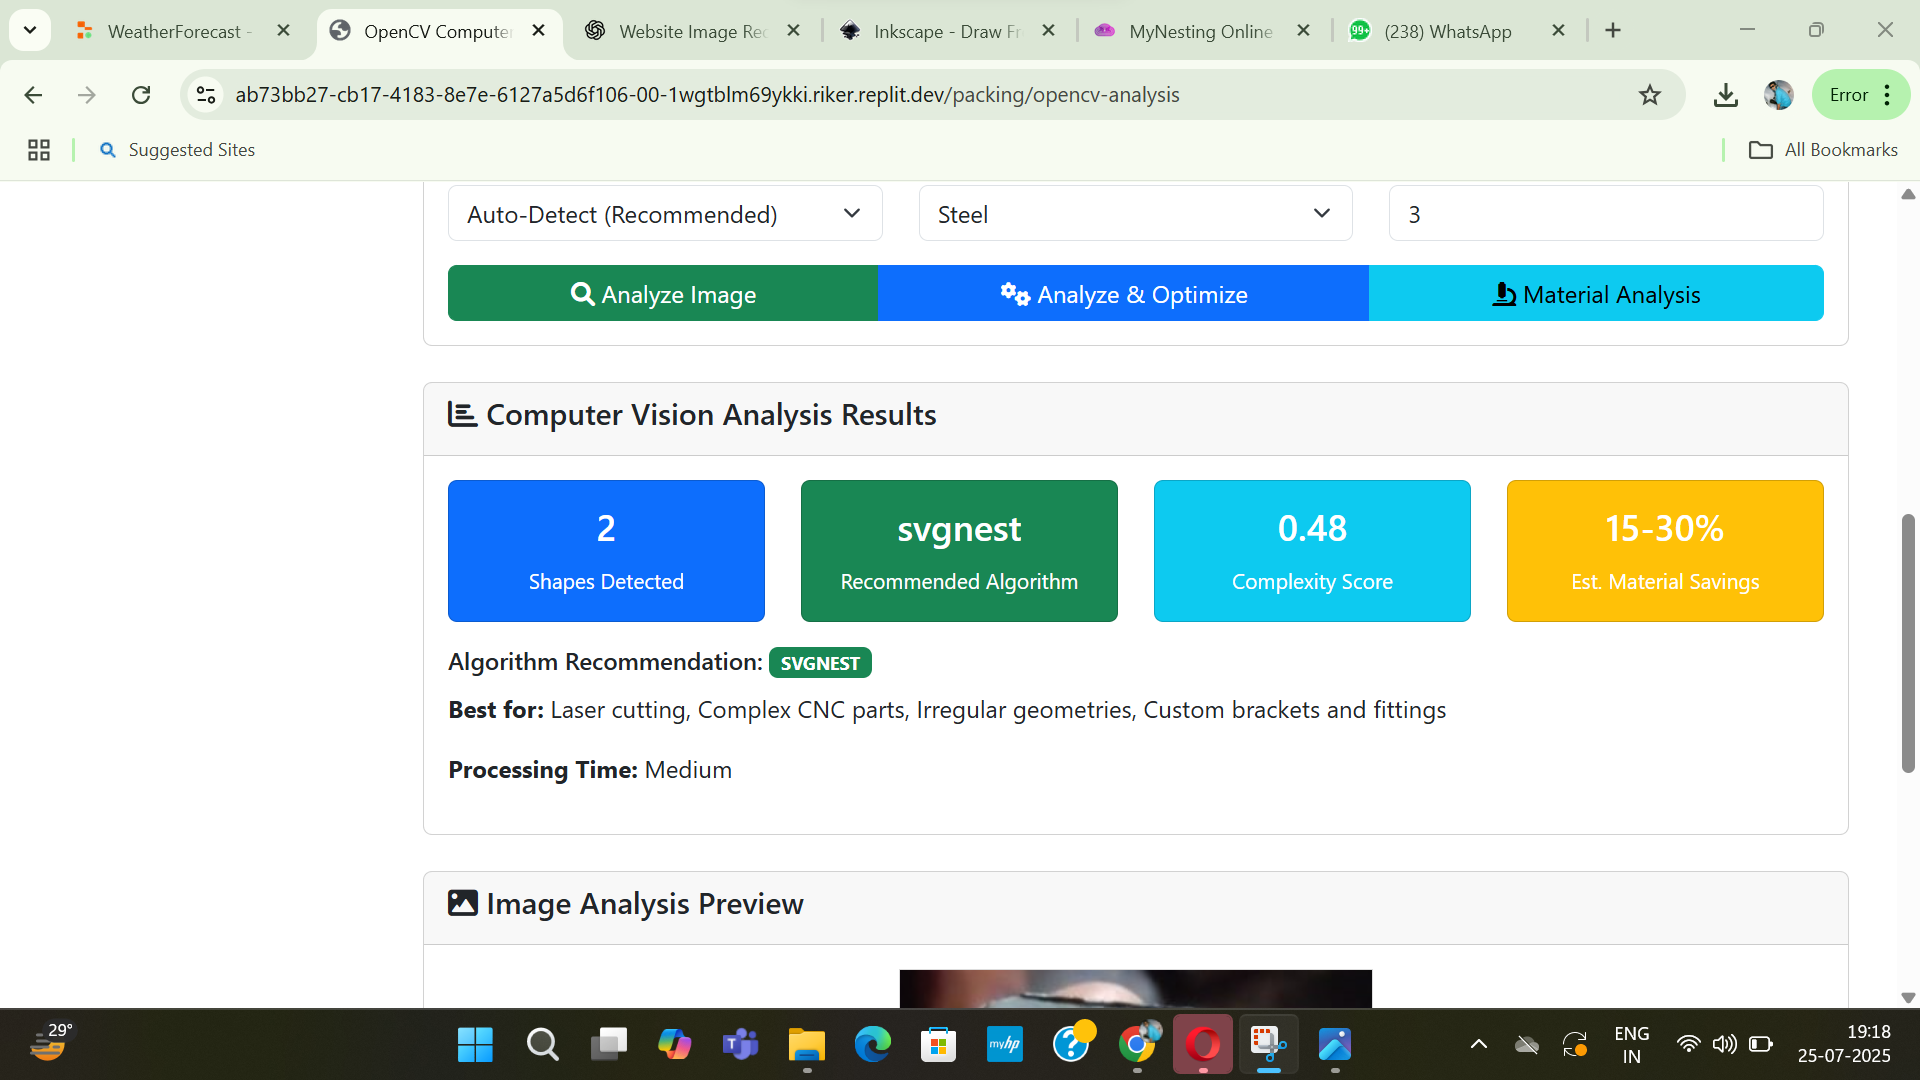 WeatherForecast -
OpenCV Computer
Website Image Rec
Inkscape - Draw Fr
MyNesting Online
99+
(238) WhatsApp
ab73bb27-cb17-4183-8e7e-6127a5d6f106-00-1wgtblm69ykki.riker.replit.dev/packing/opencv-analysis
Error
Suggested Sites
All Bookmarks
Auto-Detect (Recommended)
Steel
3
Analyze Image
Analyze & Optimize
Material Analysis
Computer Vision Analysis Results
2
Shapes Detected
svgnest
Recommended Algorithm
0.48
Complexity Score
15-30%
Est. Material Savings
Algorithm Recommendation: SVGNEST
Best for: Laser cutting, Complex CNC parts, Irregular geometries, Custom brackets and fittings
Processing Time: Medium
Image Analysis Preview
29°
myhp
ENG
IN
19:18
25-07-2025